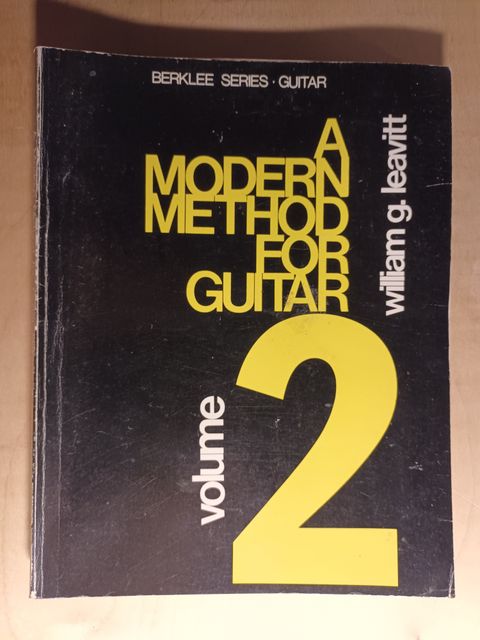 BERKLEE SERIES · GUITAR
A
MODERN
METHOD
FOR
GUITAR
william g. leavitt
volume
2